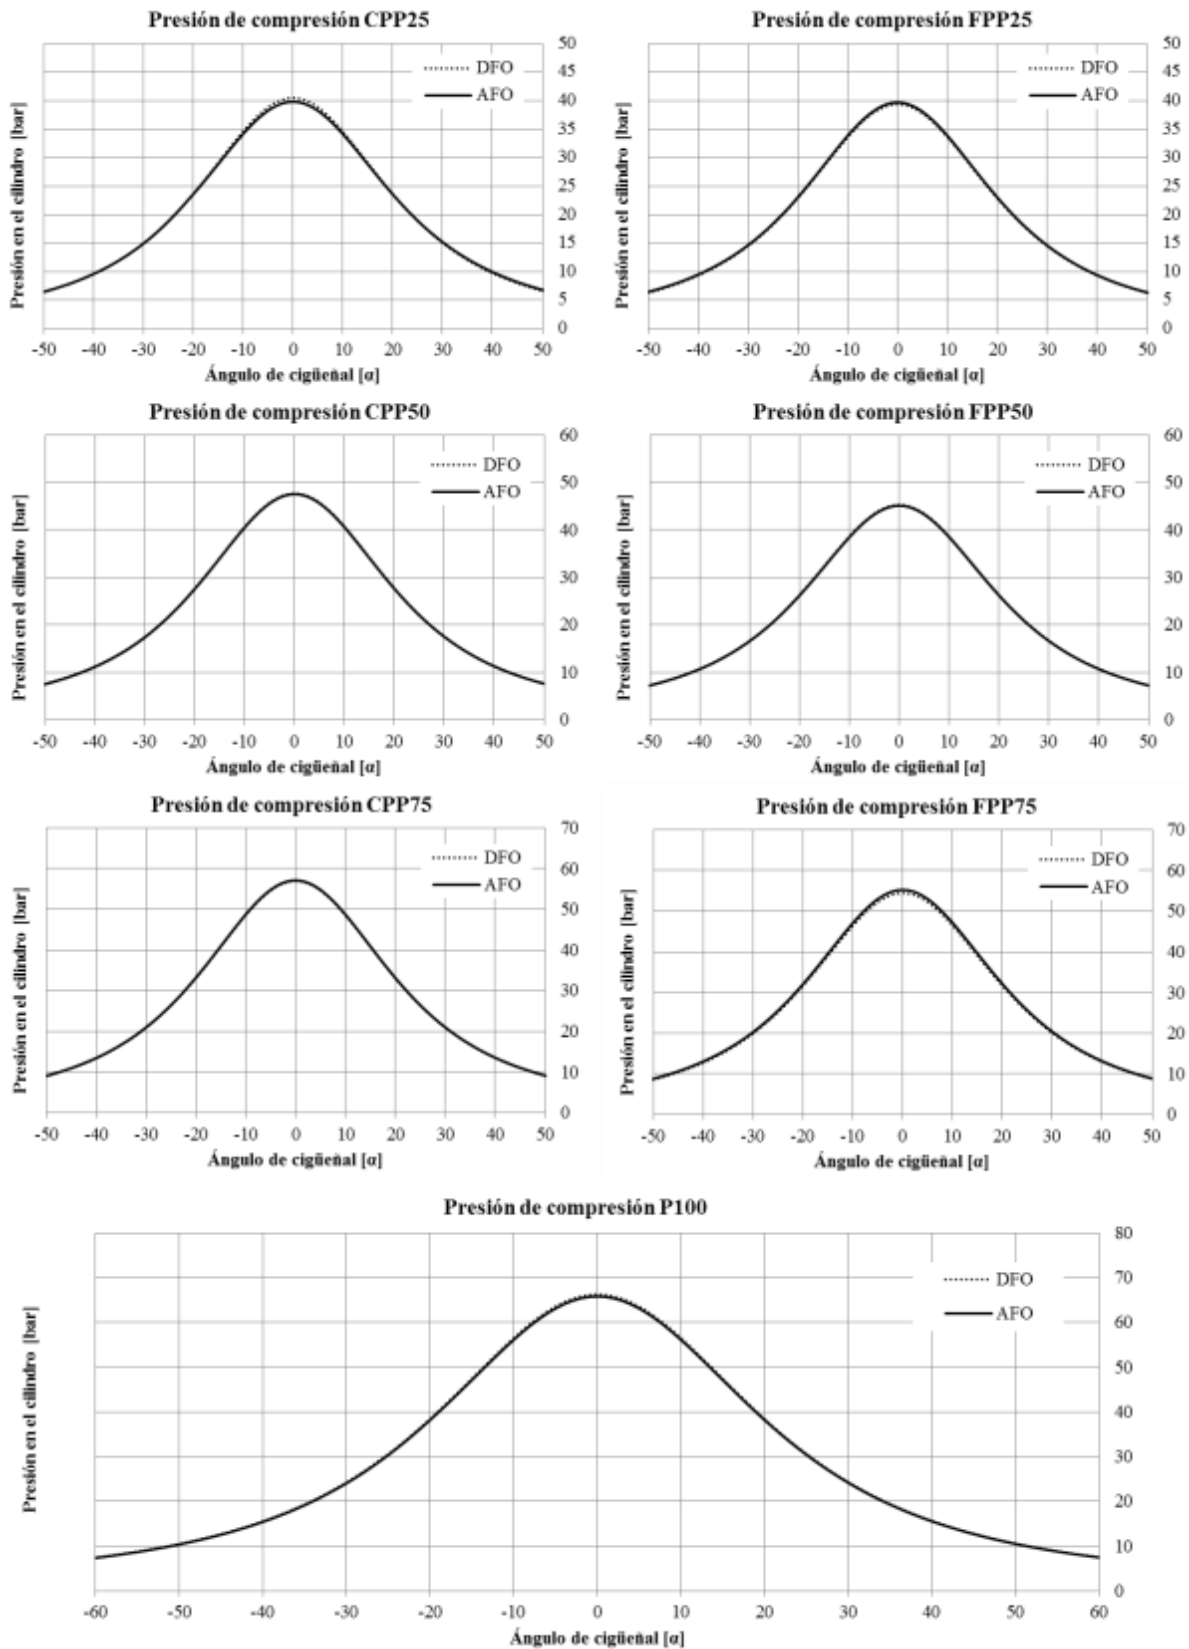 Presión de compresión CPP25
Presión en el cilindro [bar]
DFO
AFO
50
45
40
35
30
25
20
15
10
5
0
-50 -40 -30 -20 -10 0 10 20 30 40 50
Ángulo de cigüeñal [α]
Presión de compresión FPP25
Presión en el cilindro [bar]
DFO
AFO
50
45
40
35
30
25
20
15
10
5
0
-50 -40 -30 -20 -10 0 10 20 30 40 50
Ángulo de cigüeñal [α]
Presión de compresión CPP50
Presión en el cilindro [bar]
DFO
AFO
60
50
40
30
20
10
0
-50 -40 -30 -20 -10 0 10 20 30 40 50
Ángulo de cigüeñal [α]
Presión de compresión FPP50
Presión en el cilindro [bar]
DFO
AFO
60
50
40
30
20
10
0
-50 -40 -30 -20 -10 0 10 20 30 40 50
Ángulo de cigüeñal [α]
Presión de compresión CPP75
Presión en el cilindro [bar]
DFO
AFO
70
60
50
40
30
20
10
0
-50 -40 -30 -20 -10 0 10 20 30 40 50
Ángulo de cigüeñal [α]
Presión de compresión FPP75
Presión en el cilindro [bar]
DFO
AFO
70
60
50
40
30
20
10
0
-50 -40 -30 -20 -10 0 10 20 30 40 50
Ángulo de cigüeñal [α]
Presión de compresión P100
Presión en el cilindro [bar]
DFO
AFO
80
70
60
50
40
30
20
10
0
-60 -50 -40 -30 -20 -10 0 10 20 30 40 50 60
Ángulo de cigüeñal [α]